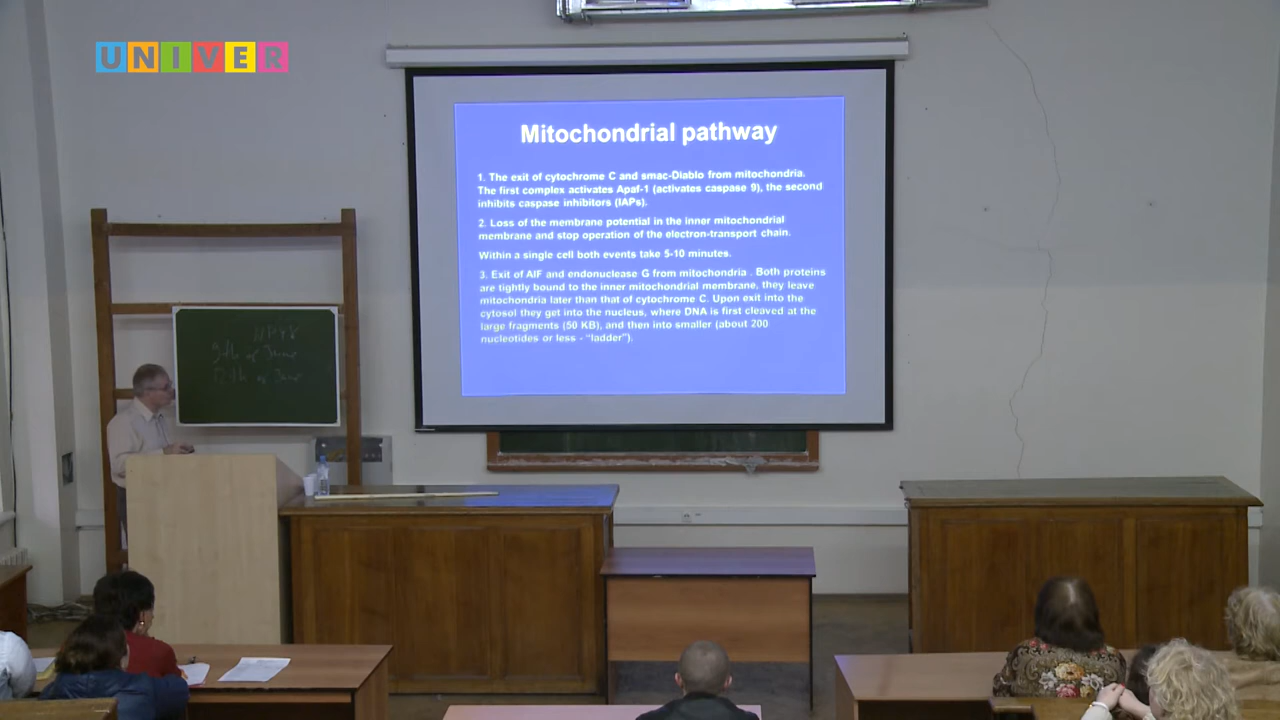 UNIVER
Mitochondrial pathway
1. The exit of cytochrome C and smac-Diablo from mitochondria.
The first complex activates Apaf-1 (activates caspase 9), the second
inhibits caspase inhibitors (IAPs).
2. Loss of the membrane potential in the inner mitochondrial
membrane and stop operation of the electron-transport chain.
Within a single cell both events take 5-10 minutes.
3. Exit of AIF and endonuclease G from mitochondria . Both proteins
are tightly bound to the inner mitochondrial membrane, they leave
mitochondria later than that of cytochrome C. Upon exit into the
cytosol they get into the nucleus, where DNA is first cleaved at the
large fragments (50 KB), and then into smaller (about 200
nucleotides or less - "ladder").